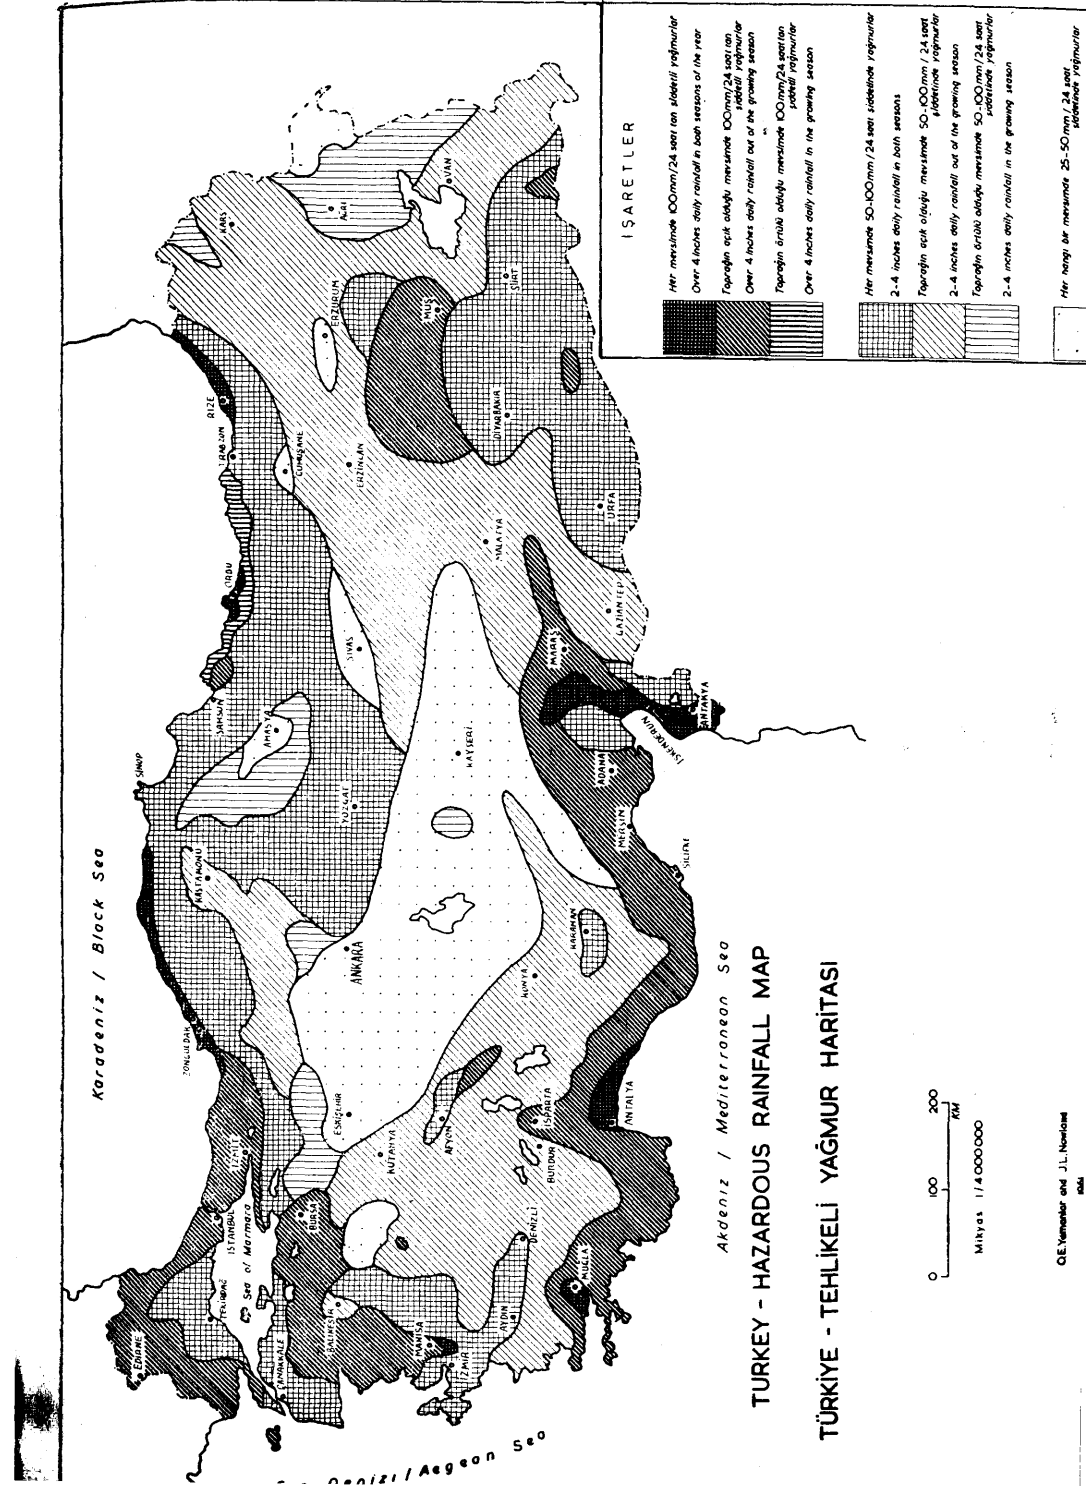 Karadeniz / Black Sea
EDİRNE
TEKİRDAĞ
Sea of Marmara
ÇANAKKALE
İSTANBUL
İZMİT
BURSA
BALIKESİR
MANİSA
İZMİR
AYDIN
DENİZLİ
MUĞLA
KÜTAHYA
ESKİŞEHİR
AFYON
BURDUR
ISPARTA
ANTALYA
ZONGULDAK
KASTAMONU
SİNOP
ANKARA
KONYA
KARAMAN
SİLİFKE
MERSİN
ADANA
İSKENDERUN
ANTAKYA
KAYSERİ
YOZGAT
AMASYA
SAMSUN
SİVAS
ORDU
MARAŞ
GAZİANTEP
MALATYA
URFA
ERZİNCAN
GÜMÜŞANE
TRABZON
RİZE
DİYARBAKIR
MUŞ
ERZURUM
SİİRT
VAN
AĞRI
KARS
Denizi / Aegean Sea
Akdeniz / Mediterranean Sea
TURKEY - HAZARDOUS RAINFALL MAP
TÜRKİYE - TEHLİKELİ YAĞMUR HARİTASI
0 100 200
KM
Mikyas 1/4000000
O.E.Yamanlar and J.L.Nowland
İŞARETLER
Her mevsimde 100mm/24 saat tan şiddetli yağmurlar
Over 4 inches daily rainfall in both seasons of the year
Toprağın açık olduğu mevsimde 100mm/24 saat tan
şiddetli yağmurlar
Over 4 inches daily rainfall out of the growing season
Toprağın örtülü olduğu mevsimde 100mm/24 saattan
şiddetli yağmurlar
Over 4 inches daily rainfall in the growing season
Her mevsimde 50-100mm/24 saat şiddetinde yağmurlar
2-4 inches daily rainfall in both seasons
Toprağın açık olduğu mevsimde 50-100mm/24 saat
şiddetinde yağmurlar
2-4 inches daily rainfall out of the growing season
Toprağın örtülü olduğu mevsimde 50-100mm/24 saat
şiddetinde yağmurlar
2-4 inches daily rainfall in the growing season
Her hangi bir mevsimde 25-50mm/24 saat
şiddetinde yağmurlar